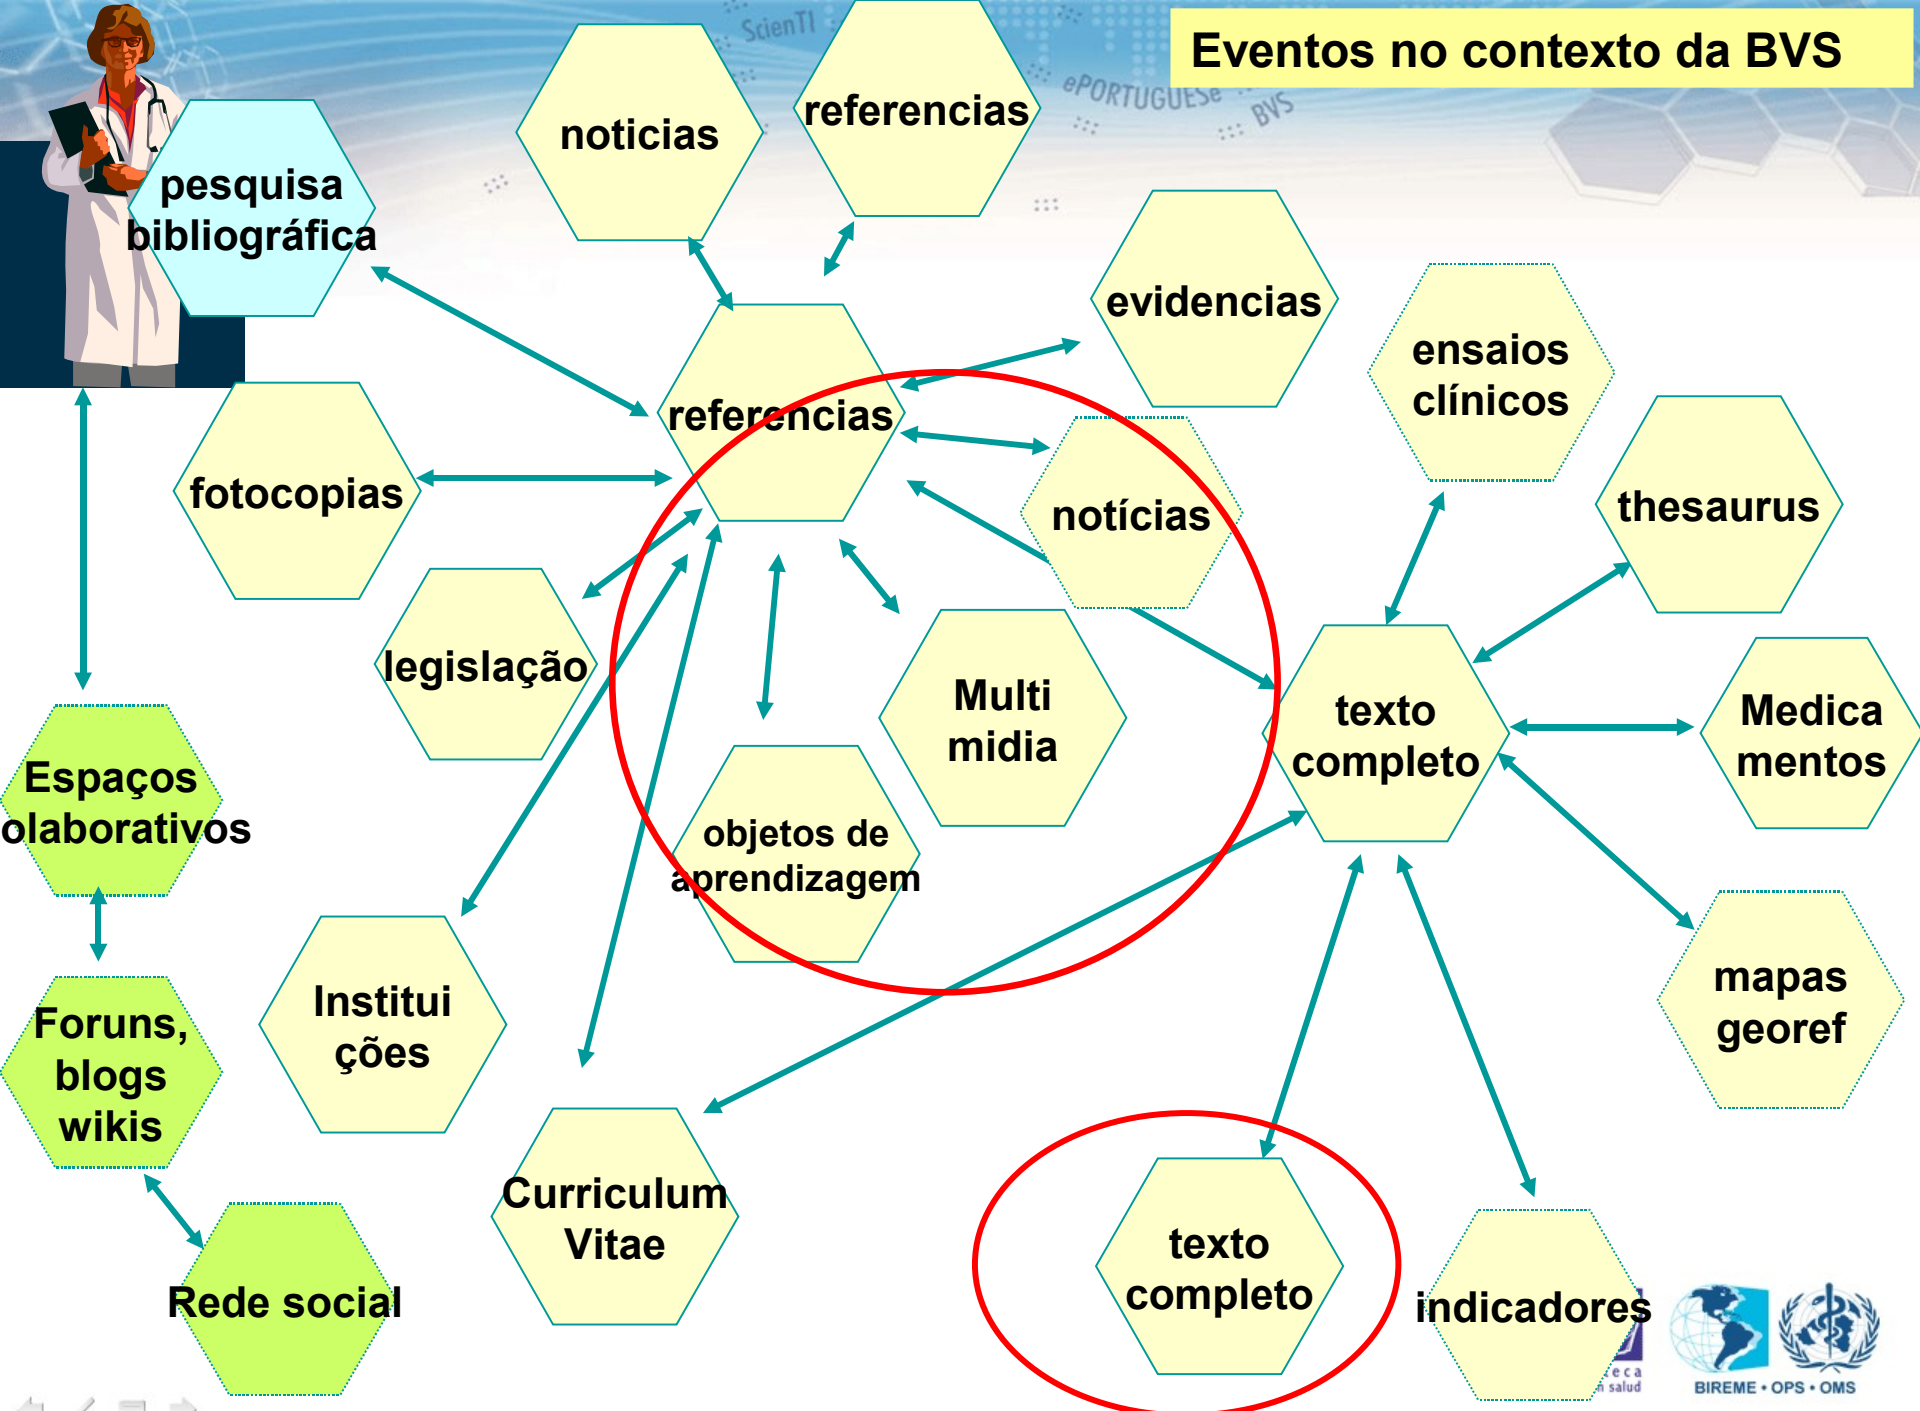 ScienTI
ePORTUGUESe
BVS
Eventos no contexto da BVS
noticias
referencias
pesquisa
bibliográfica
evidencias
ensaios
clínicos
referencias
fotocopias
notícias
thesaurus
legislação
Multi
midia
texto
completo
Medica
mentos
Espaços
olaborativos
objetos de
aprendizagem
Institui
ções
mapas
georef
Foruns,
blogs
wikis
Curriculum
Vitae
texto
completo
Rede social
indicadores
eca
salud
BIREME • OPS • OMS